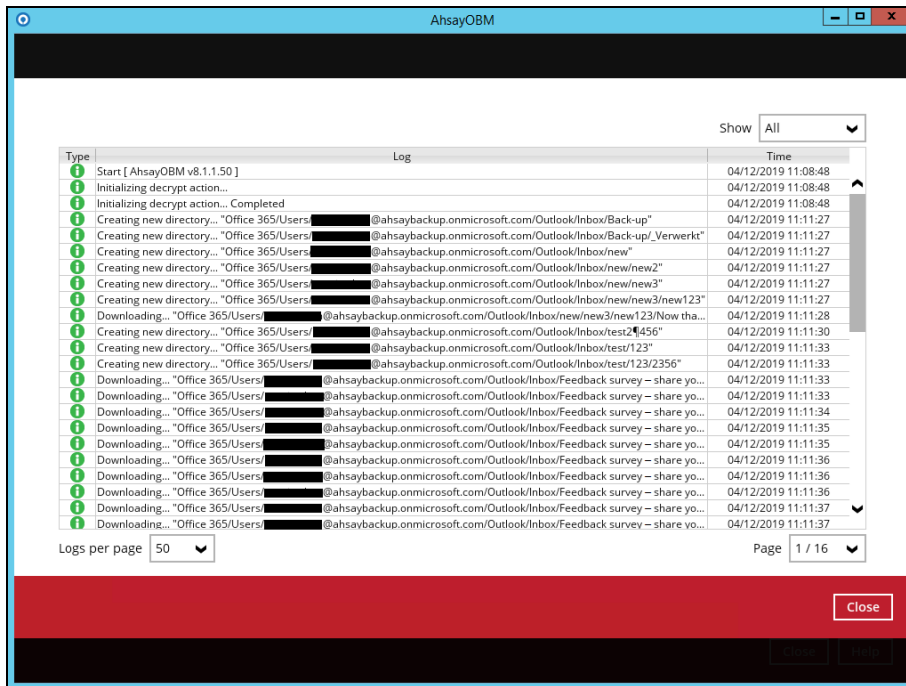 AhsayOBM
Show All
Type Log Time
Start [ AhsayOBM v8.1.1.50 ] 04/12/2019 11:08:48
Initializing decrypt action... 04/12/2019 11:08:48
Initializing decrypt action... Completed 04/12/2019 11:08:48
Creating new directory... "Office 365/Users/ @ahsaybackup.onmicrosoft.com/Outlook/Inbox/Back-up" 04/12/2019 11:11:27
Creating new directory... "Office 365/Users/ @ahsaybackup.onmicrosoft.com/Outlook/Inbox/Back-up/_Verwerkt" 04/12/2019 11:11:27
Creating new directory... "Office 365/Users/ @ahsaybackup.onmicrosoft.com/Outlook/Inbox/new" 04/12/2019 11:11:27
Creating new directory... "Office 365/Users/ @ahsaybackup.onmicrosoft.com/Outlook/Inbox/new/new2" 04/12/2019 11:11:27
Creating new directory... "Office 365/Users/ @ahsaybackup.onmicrosoft.com/Outlook/Inbox/new/new3" 04/12/2019 11:11:27
Creating new directory... "Office 365/Users/ @ahsaybackup.onmicrosoft.com/Outlook/Inbox/new/new3/new123" 04/12/2019 11:11:27
Downloading... "Office 365/Users/ @ahsaybackup.onmicrosoft.com/Outlook/Inbox/new/new3/new123/Now tha... 04/12/2019 11:11:28
Creating new directory... "Office 365/Users/ @ahsaybackup.onmicrosoft.com/Outlook/Inbox/test2¶456" 04/12/2019 11:11:30
Creating new directory... "Office 365/Users/ @ahsaybackup.onmicrosoft.com/Outlook/Inbox/test/123" 04/12/2019 11:11:33
Creating new directory... "Office 365/Users/ @ahsaybackup.onmicrosoft.com/Outlook/Inbox/test/123/2356" 04/12/2019 11:11:33
Downloading... "Office 365/Users/ @ahsaybackup.onmicrosoft.com/Outlook/Inbox/Feedback survey – share yo... 04/12/2019 11:11:33
Downloading... "Office 365/Users/ @ahsaybackup.onmicrosoft.com/Outlook/Inbox/Feedback survey – share yo... 04/12/2019 11:11:33
Downloading... "Office 365/Users/ @ahsaybackup.onmicrosoft.com/Outlook/Inbox/Feedback survey – share yo... 04/12/2019 11:11:34
Downloading... "Office 365/Users/ @ahsaybackup.onmicrosoft.com/Outlook/Inbox/Feedback survey – share yo... 04/12/2019 11:11:35
Downloading... "Office 365/Users/ @ahsaybackup.onmicrosoft.com/Outlook/Inbox/Feedback survey – share yo... 04/12/2019 11:11:35
Downloading... "Office 365/Users/ @ahsaybackup.onmicrosoft.com/Outlook/Inbox/Feedback survey – share yo... 04/12/2019 11:11:36
Downloading... "Office 365/Users/ @ahsaybackup.onmicrosoft.com/Outlook/Inbox/Feedback survey – share yo... 04/12/2019 11:11:36
Downloading... "Office 365/Users/ @ahsaybackup.onmicrosoft.com/Outlook/Inbox/Feedback survey – share yo... 04/12/2019 11:11:36
Downloading... "Office 365/Users/ @ahsaybackup.onmicrosoft.com/Outlook/Inbox/Feedback survey – share yo... 04/12/2019 11:11:37
Downloading... "Office 365/Users/ @ahsaybackup.onmicrosoft.com/Outlook/Inbox/Feedback survey – share yo... 04/12/2019 11:11:37
Logs per page 50 Page 1 / 16
Close
Close Help